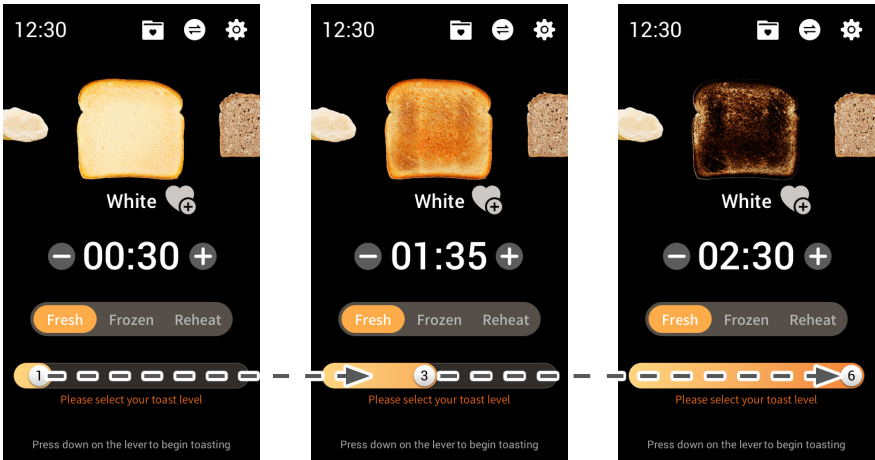 12:30
White
00:30
Fresh Frozen Reheat
1
Please select your toast level
Press down on the lever to begin toasting
12:30
White
01:35
Fresh Frozen Reheat
3
Please select your toast level
Press down on the lever to begin toasting
12:30
White
02:30
Fresh Frozen Reheat
6
Please select your toast level
Press down on the lever to begin toasting